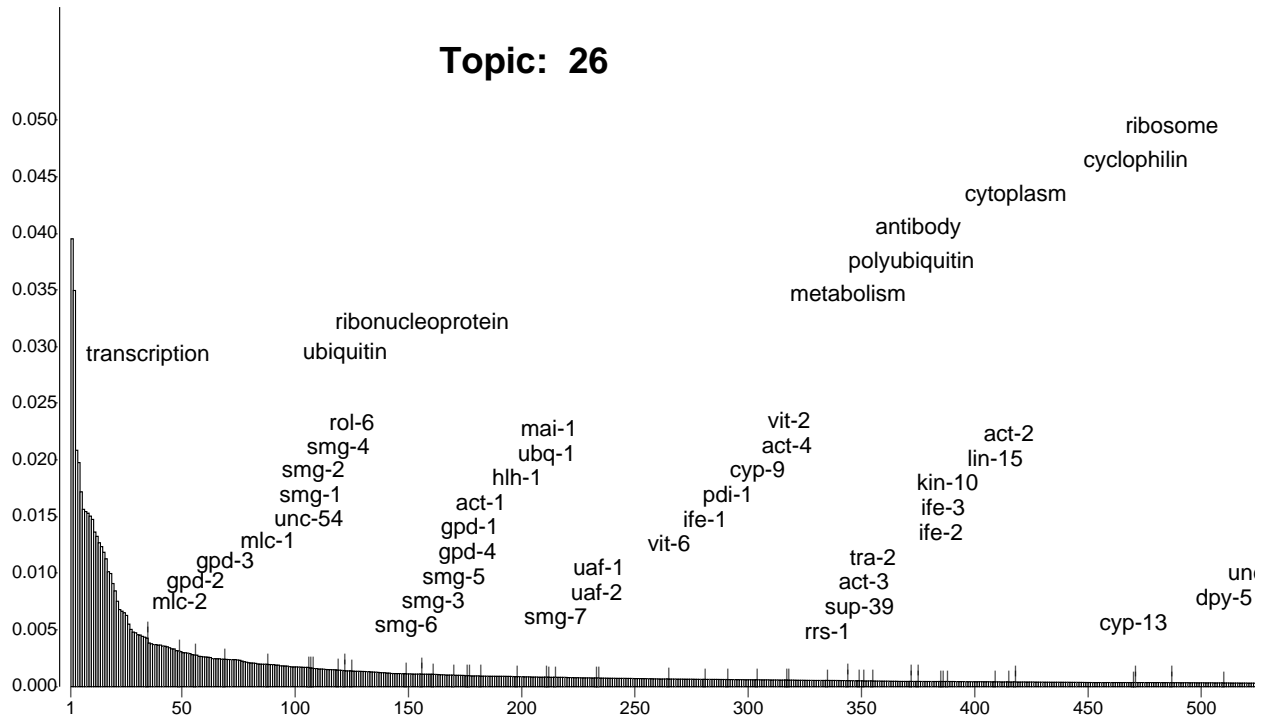 Topic: 26
0.050
ribosome
cyclophilin
0.045
cytoplasm
0.040
antibody
polyubiquitin
0.035
metabolism
ribonucleoprotein
0.030
transcription
ubiquitin
0.025
rol-6
mai-1
vit-2
act-2
smg-4
ubq-1
act-4
lin-15
0.020
smg-2
hlh-1
cyp-9
kin-10
smg-1
act-1
pdi-1
ife-3
0.015
unc-54
gpd-1
ife-1
ife-2
mlc-1
gpd-4
vit-6
tra-2
gpd-3
0.010
gpd-2
smg-5
uaf-1
act-3
un
mlc-2
smg-3
uaf-2
sup-39
dpy-5
0.005
smg-6
smg-7
rrs-1
cyp-13
0.000
1 50 100 150 200 250 300 350 400 450 500